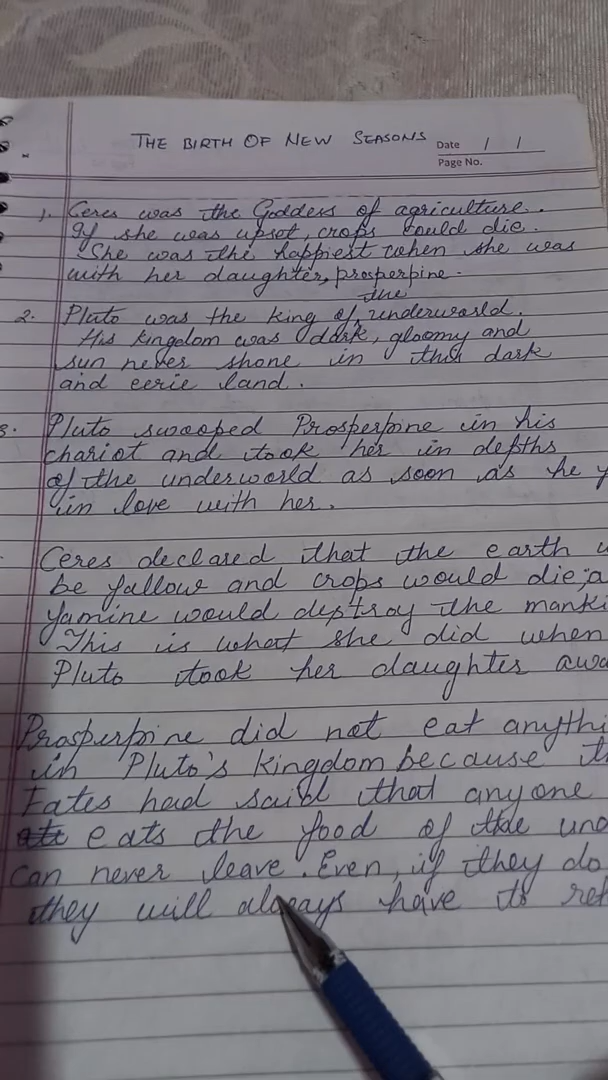 THE BIRTH OF NEW SEASONS
Date / /
Page No.
1. Ceres was the Goddess of agriculture.
If she was upset, crops could die.
She was the happiest when she was
with her daughter, prosperpine.
the
2. Pluto was the king of underworld.
His kingdom was dark, gloomy and
sun never shone in this dark
and eerie land.
3. Pluto swooped Prosperpine in his
chariot and took her in depths
of the underworld as soon as he
in love with her.
Ceres declared that the earth
be fallow and crops would die;a
famine would destroy the manki
This is what she did when
Pluto took her daughter awa
Prosperpine did not eat anythi
in Pluto's kingdom because
Fates had said that anyone
eats the food of the und
can never leave. Even, if they do
they will always have to ret